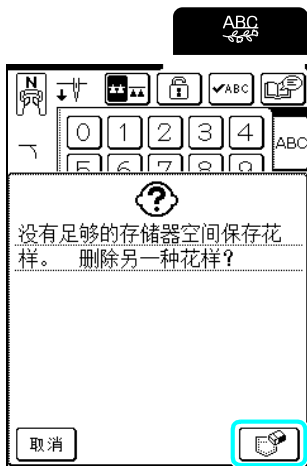 ABC
N
ABC
0 1 2 3 4
ABC
5 6 7 8 9
?
没有足够的存储器空间保存花
样。 删除另一种花样？
取消